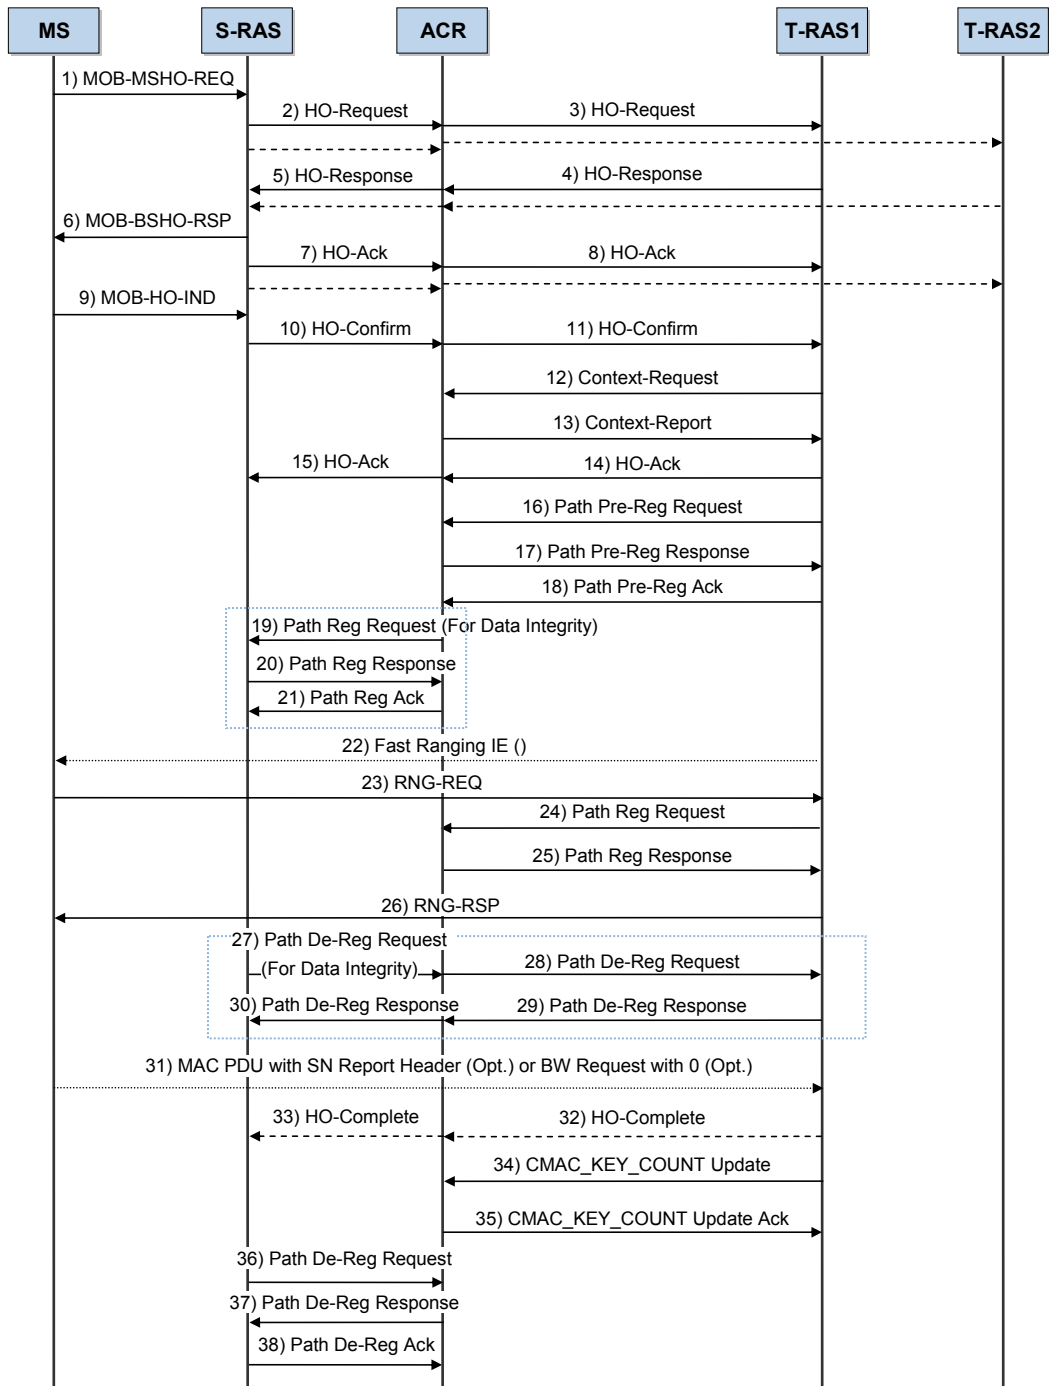 MS
S-RAS
ACR
T-RAS1
T-RAS2
1) MOB-MSHO-REQ
2) HO-Request
3) HO-Request
5) HO-Response
4) HO-Response
6) MOB-BSHO-RSP
7) HO-Ack
8) HO-Ack
9) MOB-HO-IND
10) HO-Confirm
11) HO-Confirm
12) Context-Request
13) Context-Report
15) HO-Ack
14) HO-Ack
16) Path Pre-Reg Request
17) Path Pre-Reg Response
18) Path Pre-Reg Ack
19) Path Reg Request (For Data Integrity)
20) Path Reg Response
21) Path Reg Ack
22) Fast Ranging IE ()
23) RNG-REQ
24) Path Reg Request
25) Path Reg Response
26) RNG-RSP
27) Path De-Reg Request
(For Data Integrity)
28) Path De-Reg Request
30) Path De-Reg Response
29) Path De-Reg Response
31) MAC PDU with SN Report Header (Opt.) or BW Request with 0 (Opt.)
33) HO-Complete
32) HO-Complete
34) CMAC_KEY_COUNT Update
35) CMAC_KEY_COUNT Update Ack
36) Path De-Reg Request
37) Path De-Reg Response
38) Path De-Reg Ack